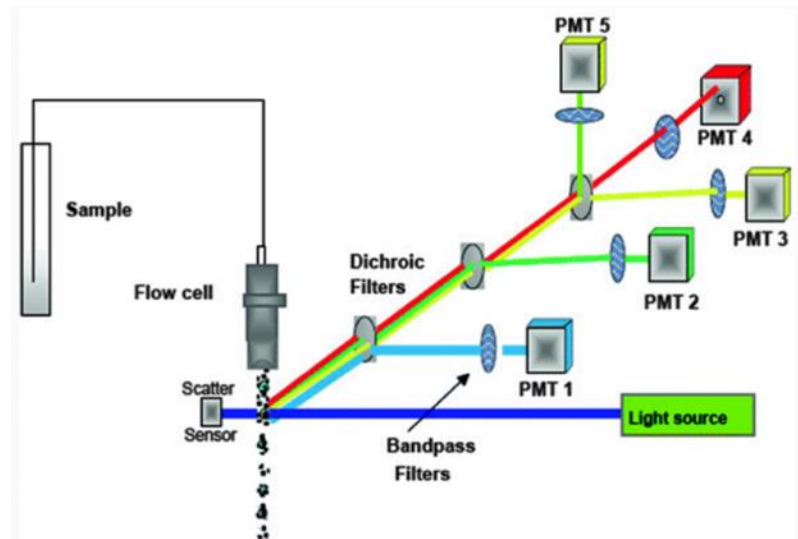 PMT 5
PMT 4
Sample
PMT 3
Dichroic
Filters
Flow cell
PMT 2
Scatter
Sensor
PMT 1
Light source
Bandpass
Filters